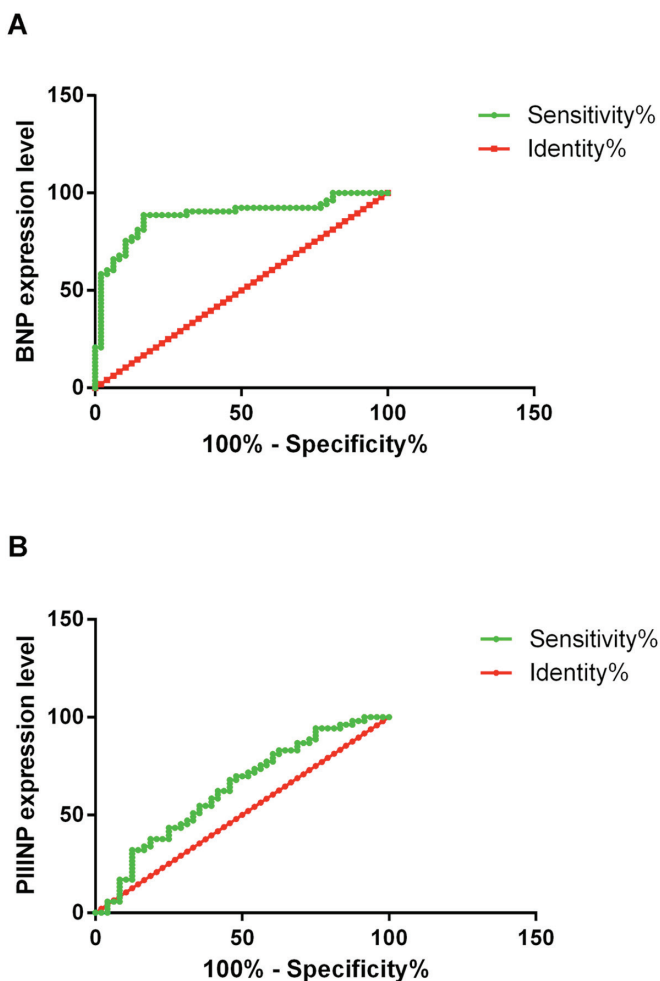 A
BNP expression level
150
100
50
0
0 50 100 150
100% - Specificity%
Sensitivity%
Identity%
B
PIIINP expression level
150
100
50
0
0 50 100 150
100% - Specificity%
Sensitivity%
Identity%